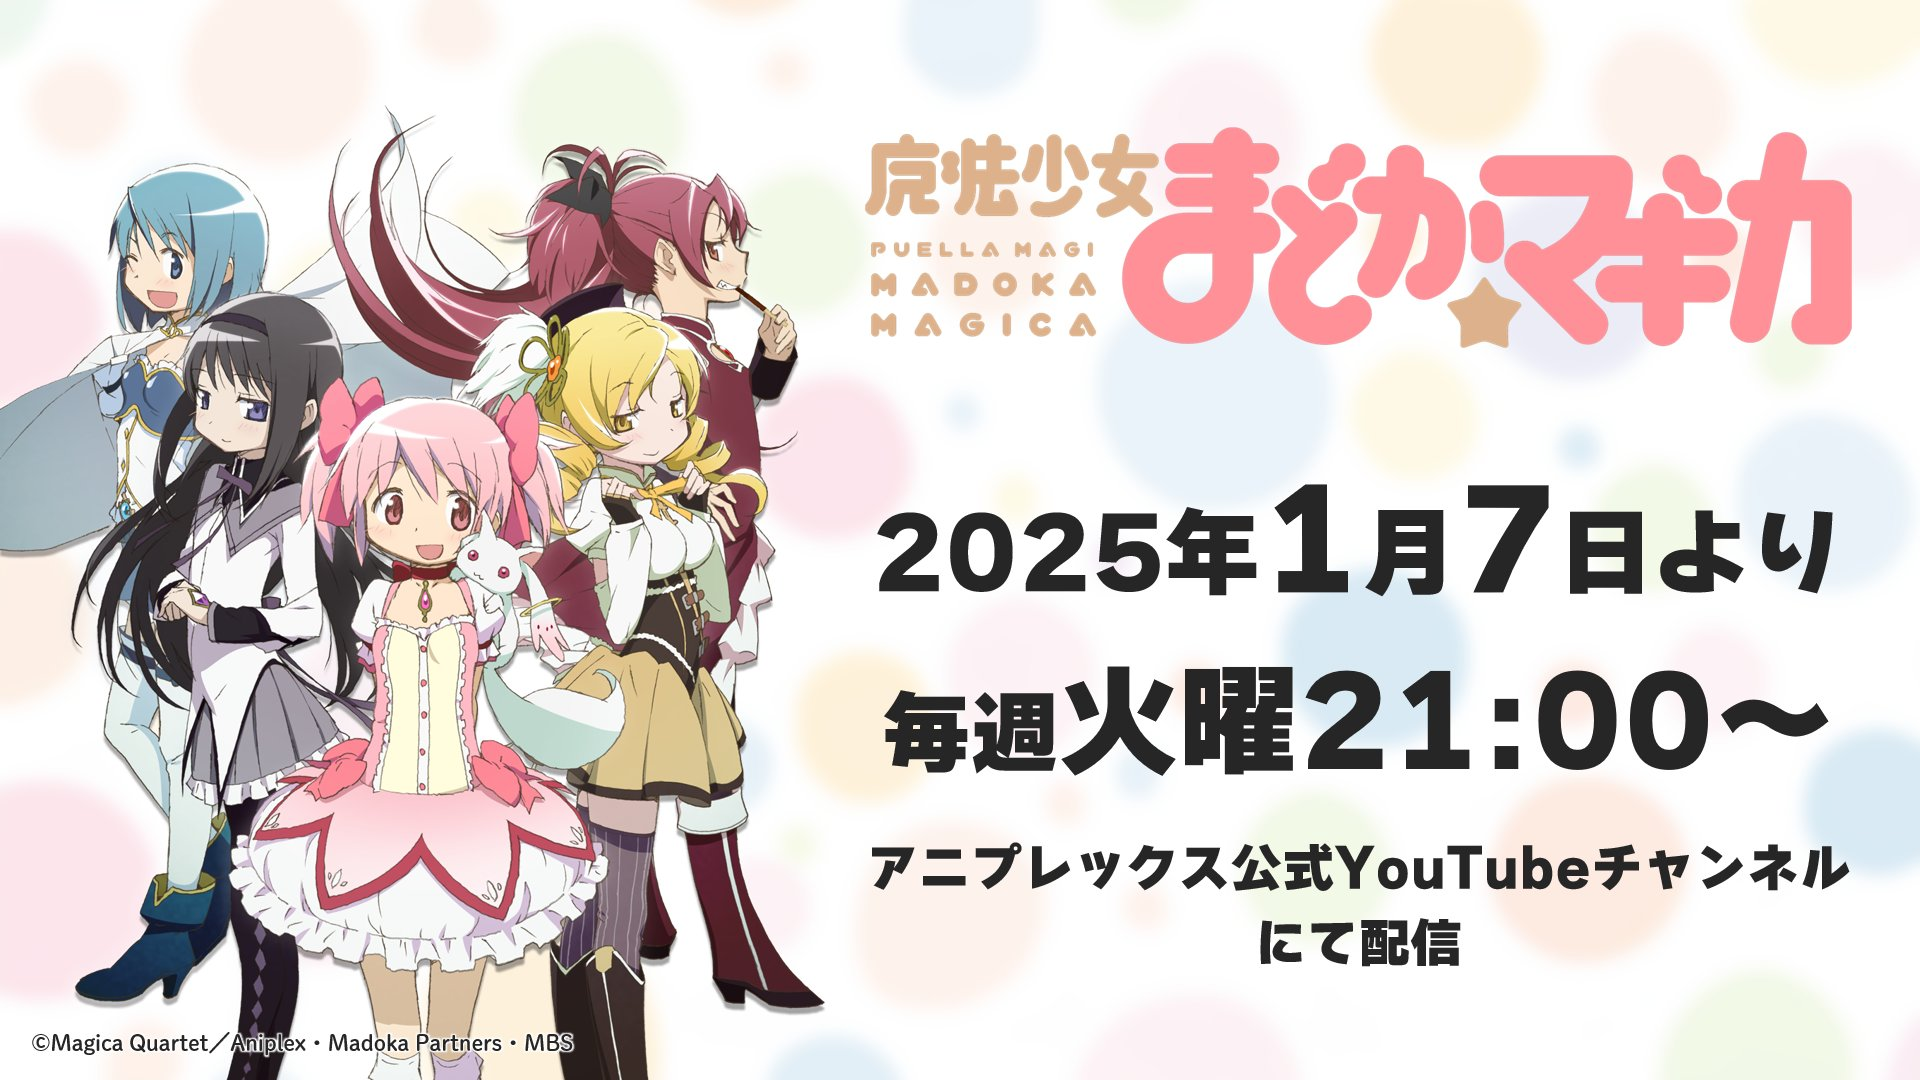 魔法少女まどか☆マギカ
PUELLA MAGI
MADOKA
MAGICA
2025年1月7日より
毎週火曜21:00～
アニプレックス公式YouTubeチャンネル
にて配信
©Magica Quartet／Aniplex・Madoka Partners・MBS